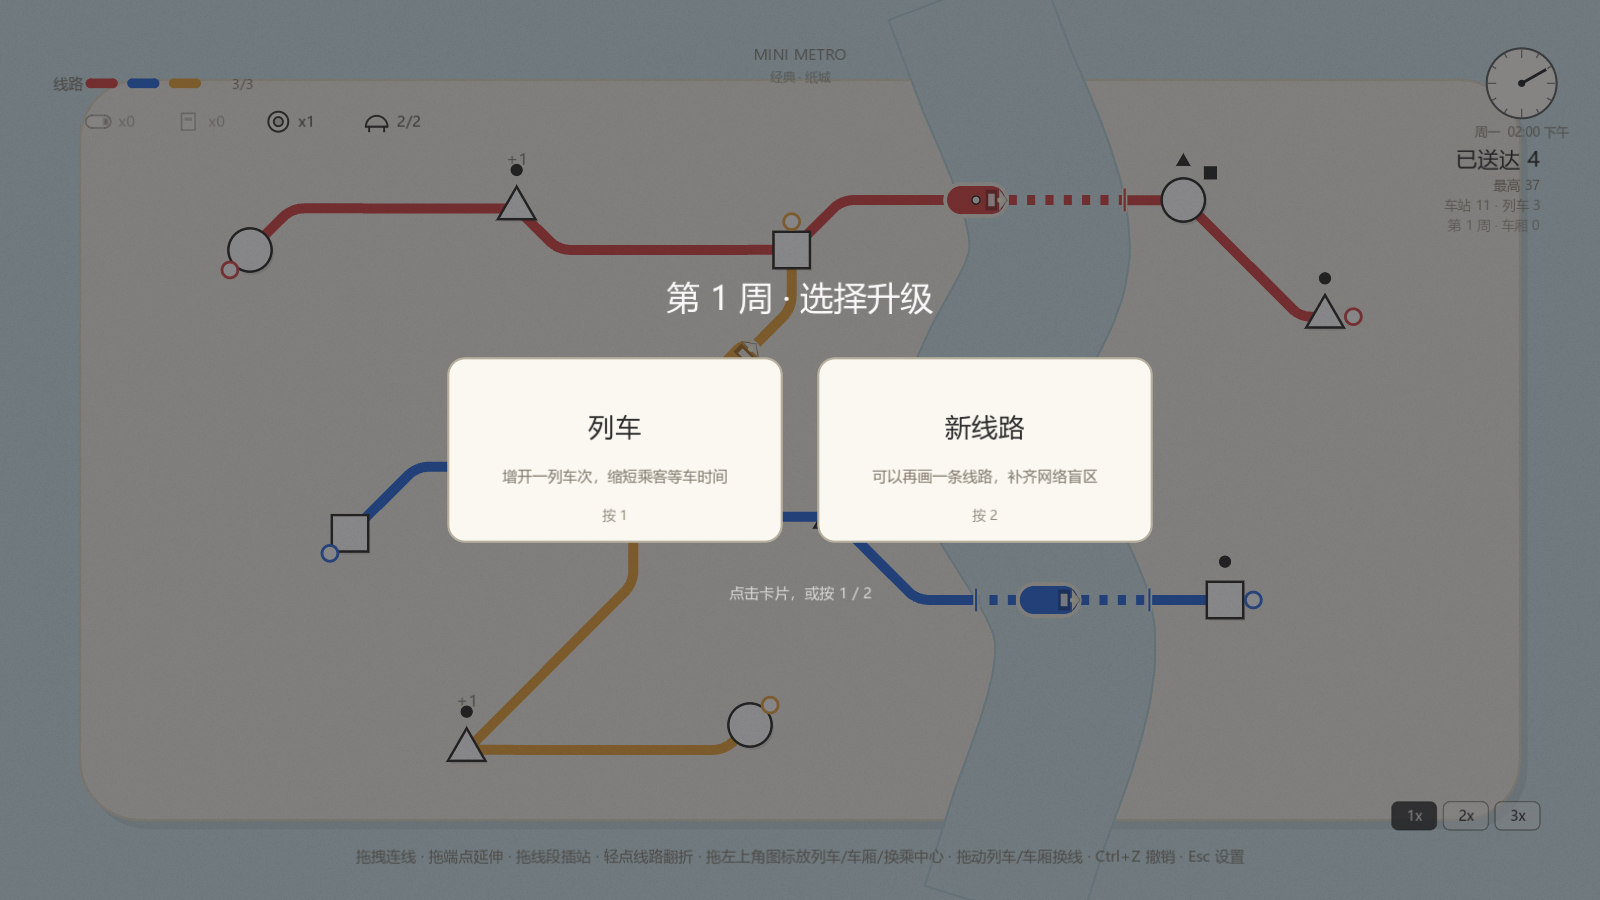 MINI METRO
经典 · 纸城
线路
3/3
x0
x0
x1
2/2
周一 02:00 下午
已送达 4
最高 37
车站 11 · 列车 3
第 1 周 · 车厢 0
+1
第 1 周 · 选择升级
列车
增开一列车次，缩短乘客等车时间
按 1
新线路
可以再画一条线路，补齐网络盲区
按 2
点击卡片，或按 1 / 2
+1
1x
2x
3x
拖拽连线 · 拖端点延伸 · 拖线段插站 · 轻点线路翻折 · 拖左上角图标放列车/车厢/换乘中心 · 拖动列车/车厢换线 · Ctrl+Z 撤销 · Esc 设置